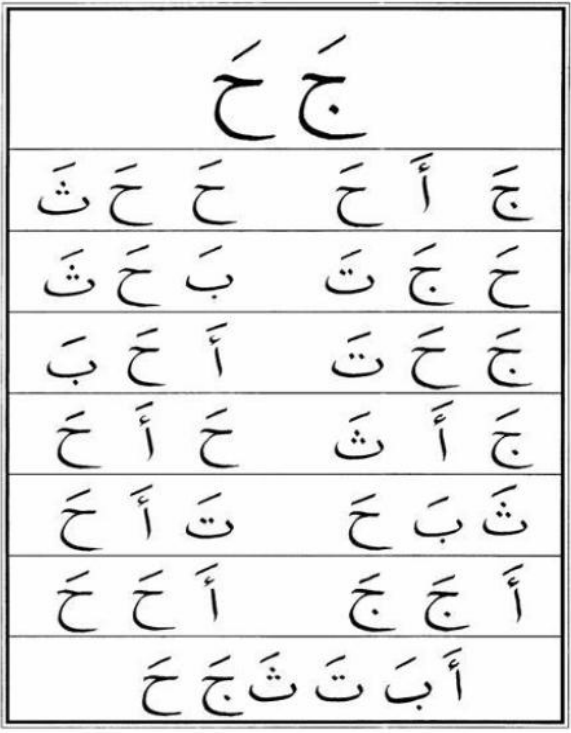 جَ حَ
جَ أَ حَ حَ حَ ثَ
حَ جَ تَ بَ حَ ثَ
جَ حَ تَ أَ حَ بَ
جَ أَ ثَ حَ أَ حَ
ثَ بَ حَ تَ أَ حَ
أَ جَ جَ أَ حَ حَ
أَ بَ تَ ثَ جَ حَ